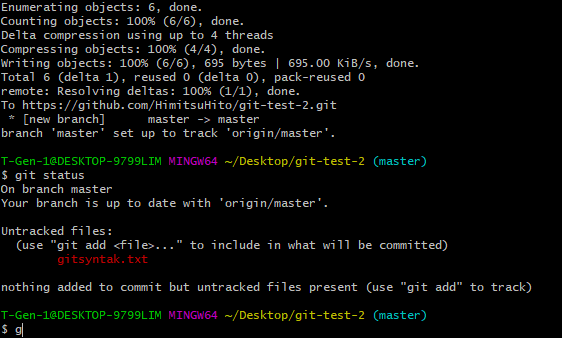 Enumerating objects: 6, done.
Counting objects: 100% (6/6), done.
Delta compression using up to 4 threads
Compressing objects: 100% (4/4), done.
Writing objects: 100% (6/6), 695 bytes | 695.00 KiB/s, done.
Total 6 (delta 1), reused 0 (delta 0), pack-reused 0
remote: Resolving deltas: 100% (1/1), done.
To https://github.com/HimitsuHito/git-test-2.git
 * [new branch]      master -> master
branch 'master' set up to track 'origin/master'.

T-Gen-1@DESKTOP-9799LIM MINGW64 ~/Desktop/git-test-2 (master)
$ git status
On branch master
Your branch is up to date with 'origin/master'.

Untracked files:
  (use "git add <file>..." to include in what will be committed)
        gitsyntak.txt

nothing added to commit but untracked files present (use "git add" to track)

T-Gen-1@DESKTOP-9799LIM MINGW64 ~/Desktop/git-test-2 (master)
$ g